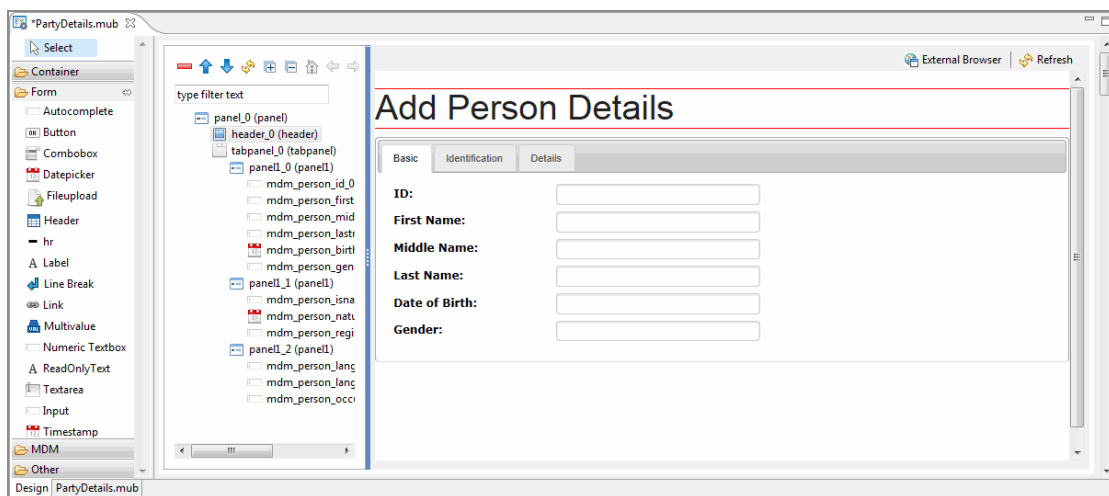 *PartyDetails.mub
Select
Container
Form
Autocomplete
OK Button
Combobox
Datepicker
Fileupload
Header
hr
A Label
Line Break
Link
Multivalue
Numeric Textbox
A ReadOnlyText
Textarea
Input
Timestamp
MDM
Other
type filter text
panel_0 (panel)
header_0 (header)
tabpanel_0 (tabpanel)
panel1_0 (panel1)
mdm_person_id_0
mdm_person_first
mdm_person_mid
mdm_person_lastr
mdm_person_birtl
mdm_person_gen
panel1_1 (panel1)
mdm_person_isna
mdm_person_natu
mdm_person_regi
panel1_2 (panel1)
mdm_person_lang
mdm_person_lang
mdm_person_occu
External Browser
Refresh
Add Person Details
Basic Identification Details
ID:
First Name:
Middle Name:
Last Name:
Date of Birth:
Gender:
Design PartyDetails.mub